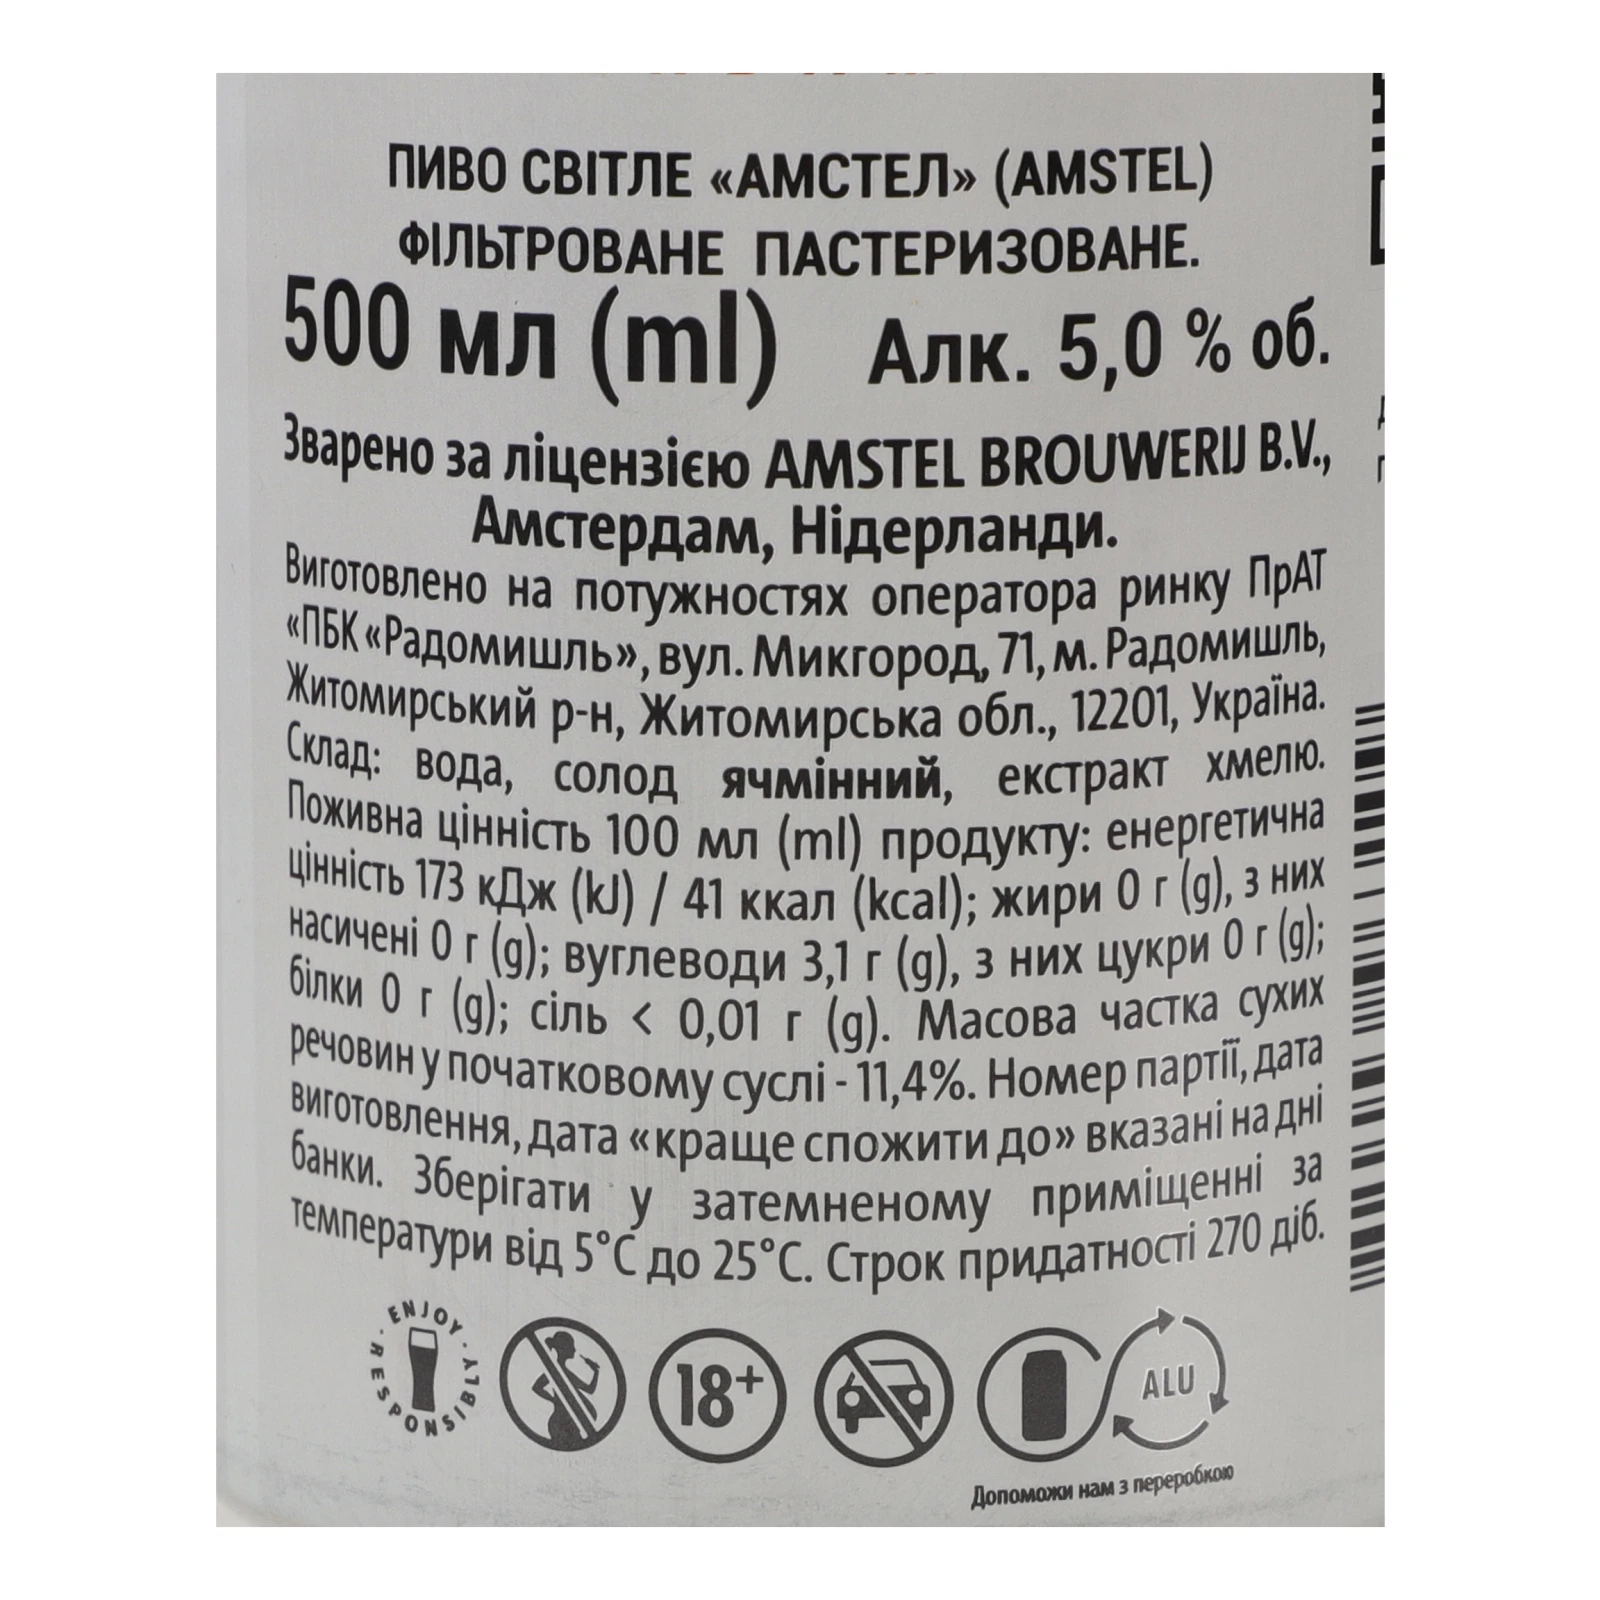 ПИВО СВІТЛЕ «АМСТЕЛ» (AMSTEL)
ФІЛЬТРОВАНЕ ПАСТЕРИЗОВАНЕ.
500 мл (ml) Алк. 5,0 % об.
Зварено за ліцензією AMSTEL BROUWERIJ B.V.,
Амстердам, Нідерланди.
Виготовлено на потужностях оператора ринку ПрАТ
«ПБК «Радомишль», вул. Микгород, 71, м. Радомишль,
Житомирський р-н, Житомирська обл., 12201, Україна.
Склад: вода, солод ячмінний, екстракт хмелю.
Поживна цінність 100 мл (ml) продукту: енергетична
цінність 173 кДж (kJ) / 41 ккал (kcal); жири 0 г (g), з них
насичені 0 г (g); вуглеводи 3,1 г (g), з них цукри 0 г (g);
білки 0 г (g); сіль < 0,01 г (g). Масова частка сухих
речовин у початковому суслі - 11,4%. Номер партії, дата
виготовлення, дата «краще спожити до» вказані на дні
банки. Зберігати у затемненому приміщенні за
температури від 5°C до 25°C. Строк придатності 270 діб.
ENJOY RESPONSIBLY
18+
ALU
Допоможи нам з переробкою